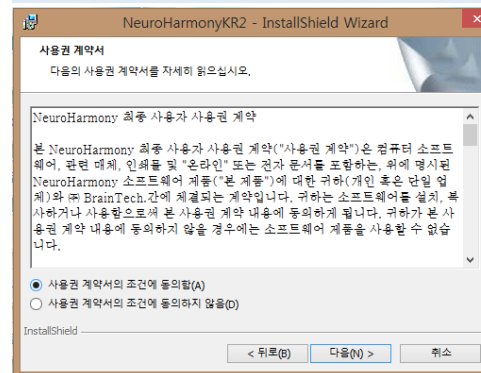 NeuroHarmonyKR2 - InstallShield Wizard
사용권 계약서
다음의 사용권 계약서를 자세히 읽으십시오.
NeuroHarmony 최종 사용자 사용권 계약
본 NeuroHarmony 최종 사용자 사용권 계약("사용권 계약")은 컴퓨터 소프트
웨어, 관련 매체, 인쇄물 및 "온라인" 또는 전자 문서를 포함하는, 위에 명시된
NeuroHarmony 소프트웨어 제품("본 제품")에 대한 귀하(개인 혹은 단일 업
체)와 ㈜ BrainTech.간에 체결되는 계약입니다. 귀하는 소프트웨어를 설치, 복
사하거나 사용함으로써 본 사용권 계약 내용에 동의하게 됩니다. 귀하가 본 사
용권 계약 내용에 동의하지 않을 경우에는 소프트웨어 제품을 사용할 수 없습
니다.
사용권 계약서의 조건에 동의함(A)
사용권 계약서의 조건에 동의하지 않음(D)
InstallShield
< 뒤로(B) 다음(N) > 취소